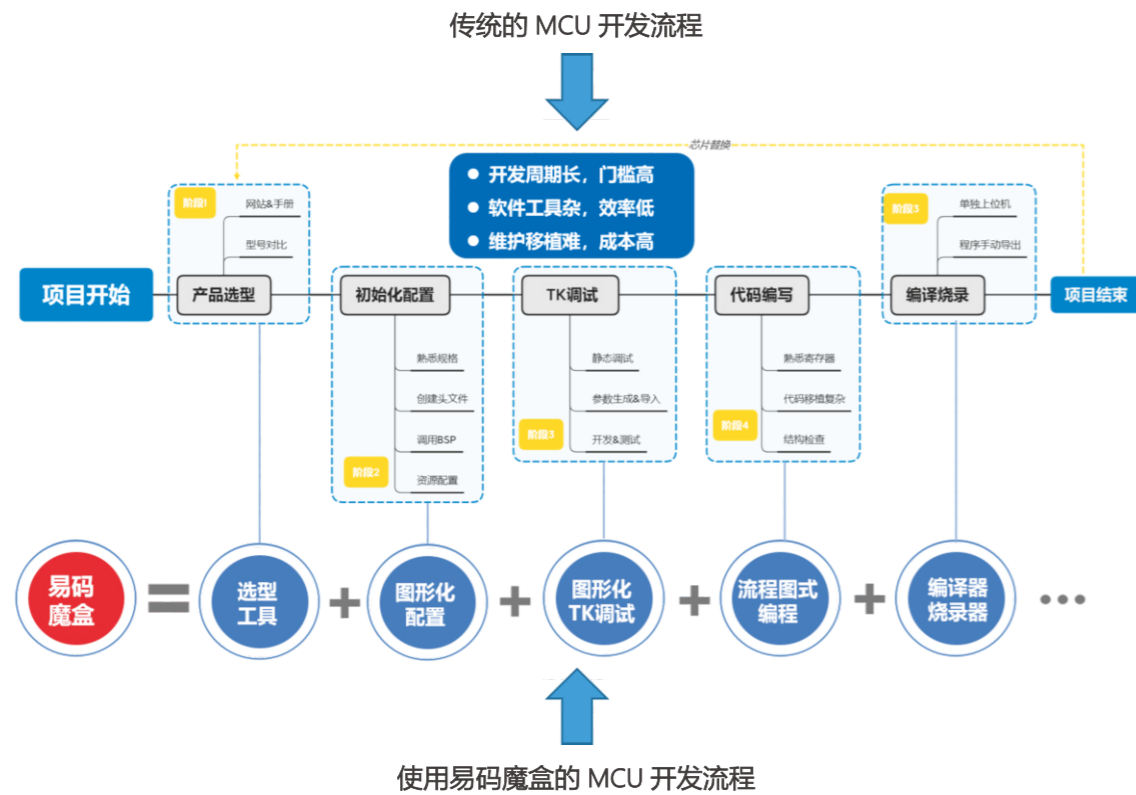 传统的 MCU 开发流程
芯片替换
● 开发周期长，门槛高
● 软件工具杂，效率低
● 维护移植难，成本高
阶段1
网站&手册
型号对比
阶段5
单独上位机
程序手动导出
项目开始
产品选型
初始化配置
TK调试
代码编写
编译烧录
项目结束
熟悉规格
创建头文件
调用BSP
阶段2
资源配置
静态调试
参数生成&导入
阶段3
开发&测试
熟悉寄存器
代码移植复杂
阶段4
结构检查
易码
魔盒
=
选型
工具
+
图形化
配置
+
图形化
TK调试
+
流程图式
编程
+
编译器
烧录器
•••
使用易码魔盒的 MCU 开发流程